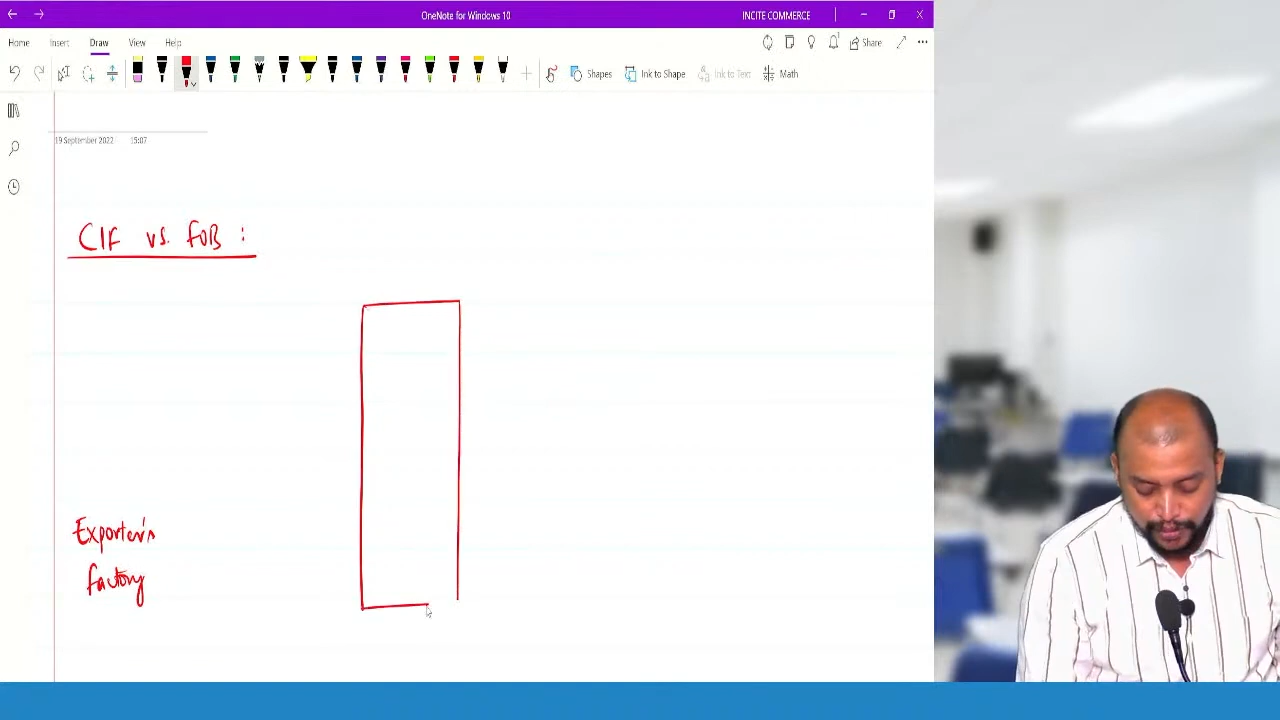 OneNote for Windows 10
INCITE COMMERCE
Home Insert Draw View Help
Share
Shapes Ink to Shape Ink to Text Math
19 September 2022 15:07
CIF vs. FOB :
Exporter's
factory